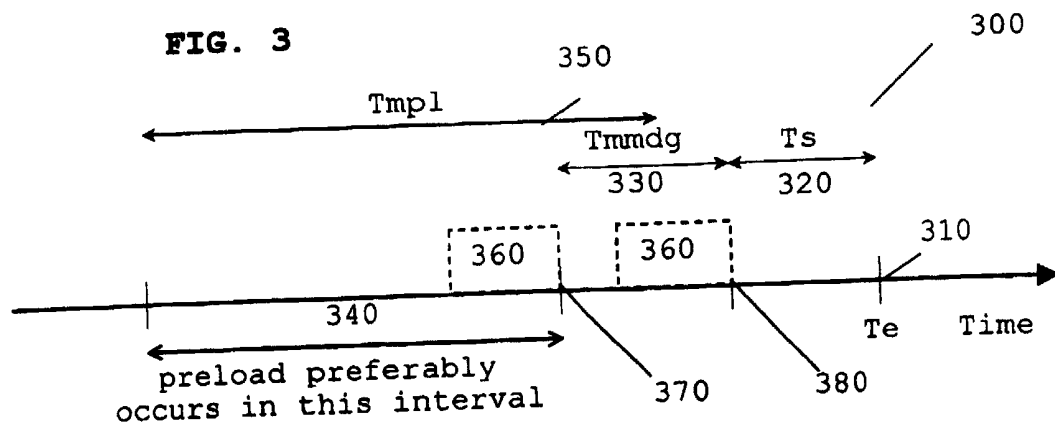 FIG. 3
300
350
Tmpl
Tmmdg
Ts
330
320
360
360
310
340
Te
Time
preload preferably
occurs in this interval
370
380